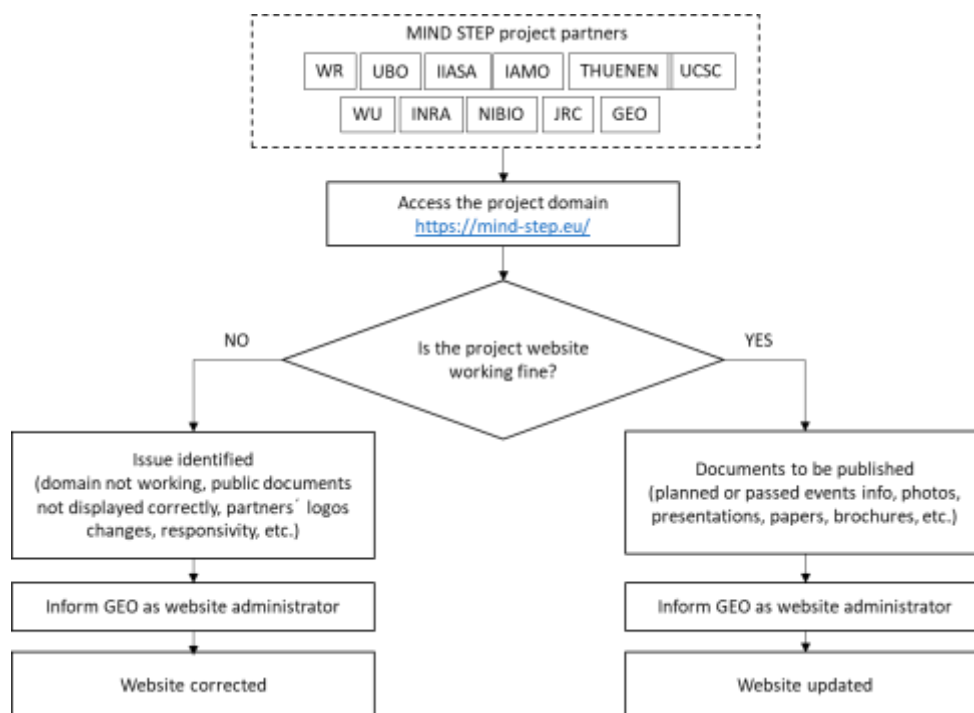 MIND STEP project partners
WR UBO IIASA IAMO THUENEN UCSC
WU INRA NIBIO JRC GEO
Access the project domain
https://mind-step.eu/
NO
YES
Is the project website
working fine?
Issue identified
(domain not working, public documents
not displayed correctly, partners´ logos
changes, responsivity, etc.)
Documents to be published
(planned or passed events info, photos,
presentations, papers, brochures, etc.)
Inform GEO as website administrator
Inform GEO as website administrator
Website corrected
Website updated